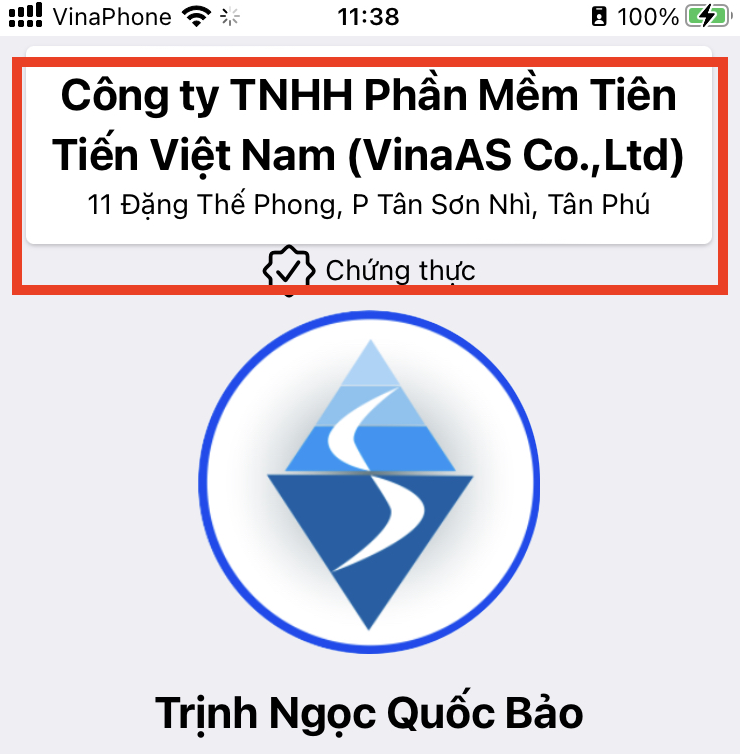 VinaPhone 11:38 100%
Công ty TNHH Phần Mềm Tiên
Tiến Việt Nam (VinaAS Co.,Ltd)
11 Đặng Thế Phong, P Tân Sơn Nhì, Tân Phú
Chứng thực
Trịnh Ngọc Quốc Bảo